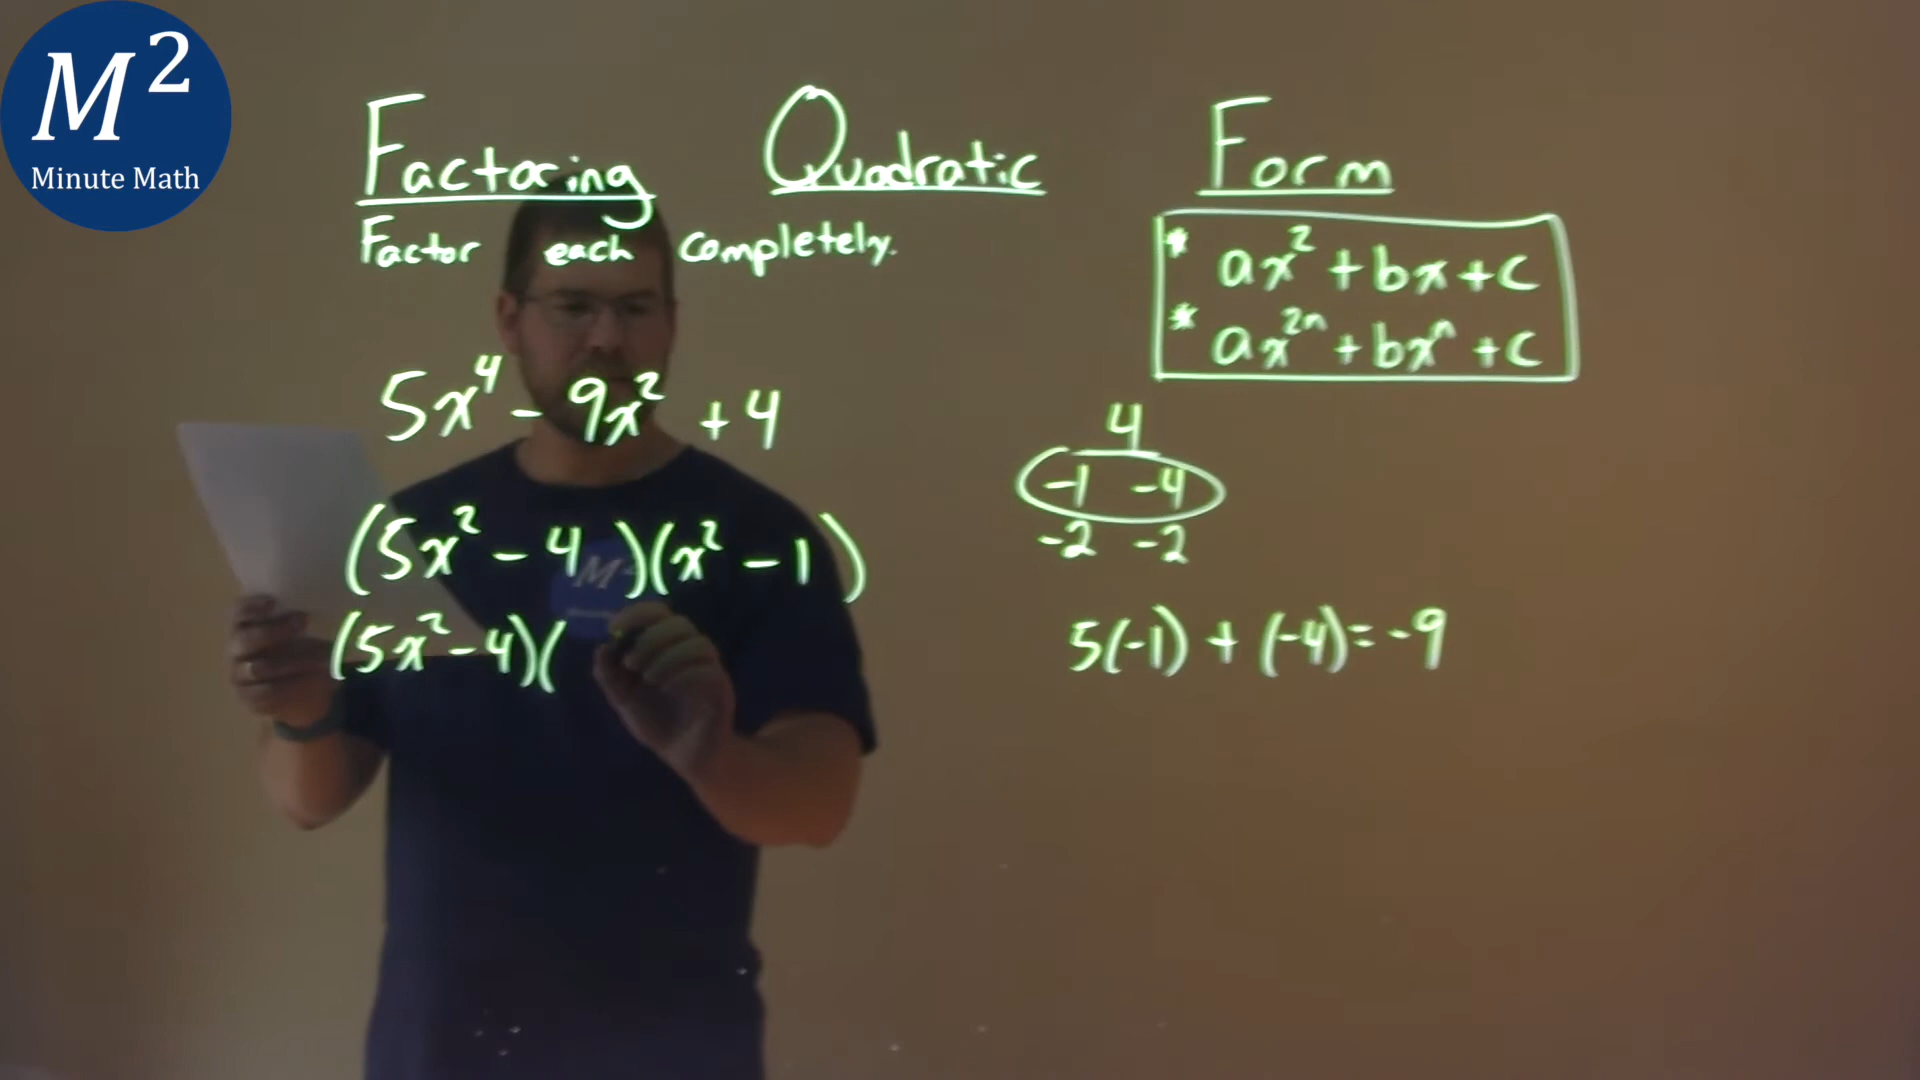 M²
Minute Math
Factoring Quadratic Form
Factor each completely.
* ax² + bx + c
* ax²ⁿ + bxⁿ + c
5x⁴ - 9x² + 4
4
-1 -4
-2 -2
(5x² - 4)(x² - 1)
M²
(5x² - 4)(
5(-1) + (-4) = -9